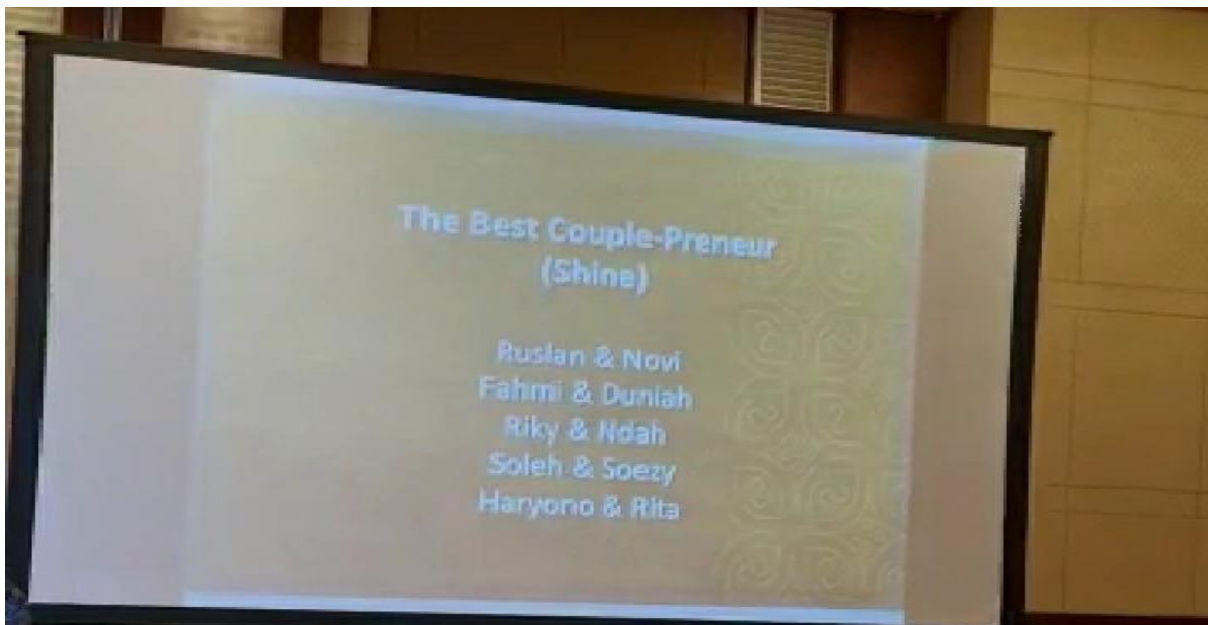 The Best Couple-Preneur
(Shine)
Ruslan & Novi
Fahmi & Duniah
Riky & Ndah
Soleh & Soezy
Haryono & Rita